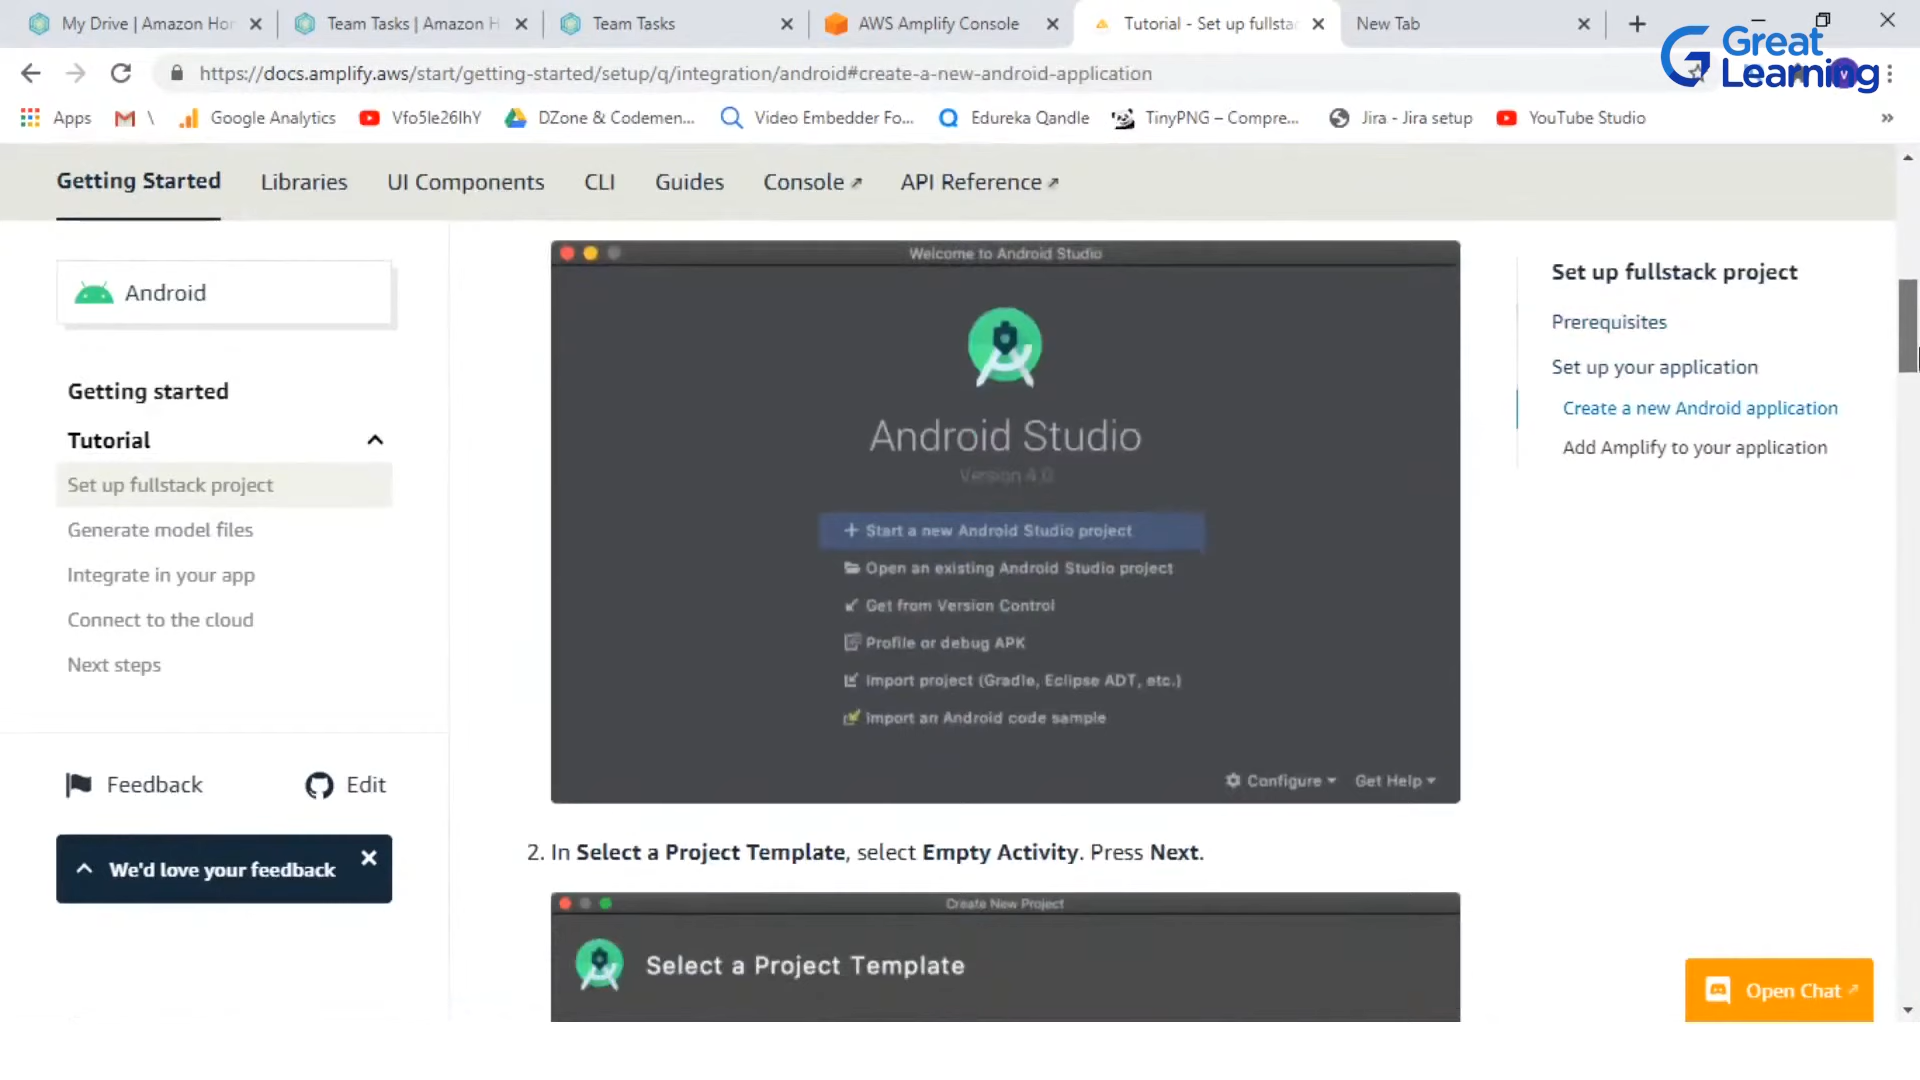 My Drive | Amazon Hor
Team Tasks | Amazon H
Team Tasks
AWS Amplify Console
Tutorial - Set up fullsta
New Tab
Great Learning
https://docs.amplify.aws/start/getting-started/setup/q/integration/android#create-a-new-android-application
V
Apps
\
Google Analytics
Vfo5le26IhY
DZone & Codemen...
Video Embedder Fo...
Edureka Qandle
TinyPNG – Compre...
Jira - Jira setup
YouTube Studio
»
Getting Started
Libraries
UI Components
CLI
Guides
Console
API Reference
Android
Getting started
Tutorial
Set up fullstack project
Generate model files
Integrate in your app
Connect to the cloud
Next steps
Feedback
Edit
We'd love your feedback
Welcome to Android Studio
Android Studio
Version 4.0
+ Start a new Android Studio project
Open an existing Android Studio project
Get from Version Control
Profile or debug APK
Import project (Gradle, Eclipse ADT, etc.)
Import an Android code sample
Configure
Get Help
2. In Select a Project Template, select Empty Activity. Press Next.
Create New Project
Select a Project Template
Set up fullstack project
Prerequisites
Set up your application
Create a new Android application
Add Amplify to your application
Open Chat